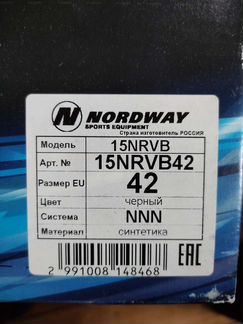 NORDWAY
SPORTS EQUIPMENT
Страна изготовитель РОССИЯ
Модель 15NRVB
Арт. № 15NRVB42
Размер EU 42
Цвет черный
Система NNN
Материал синтетика
EAC
2 991008 148468